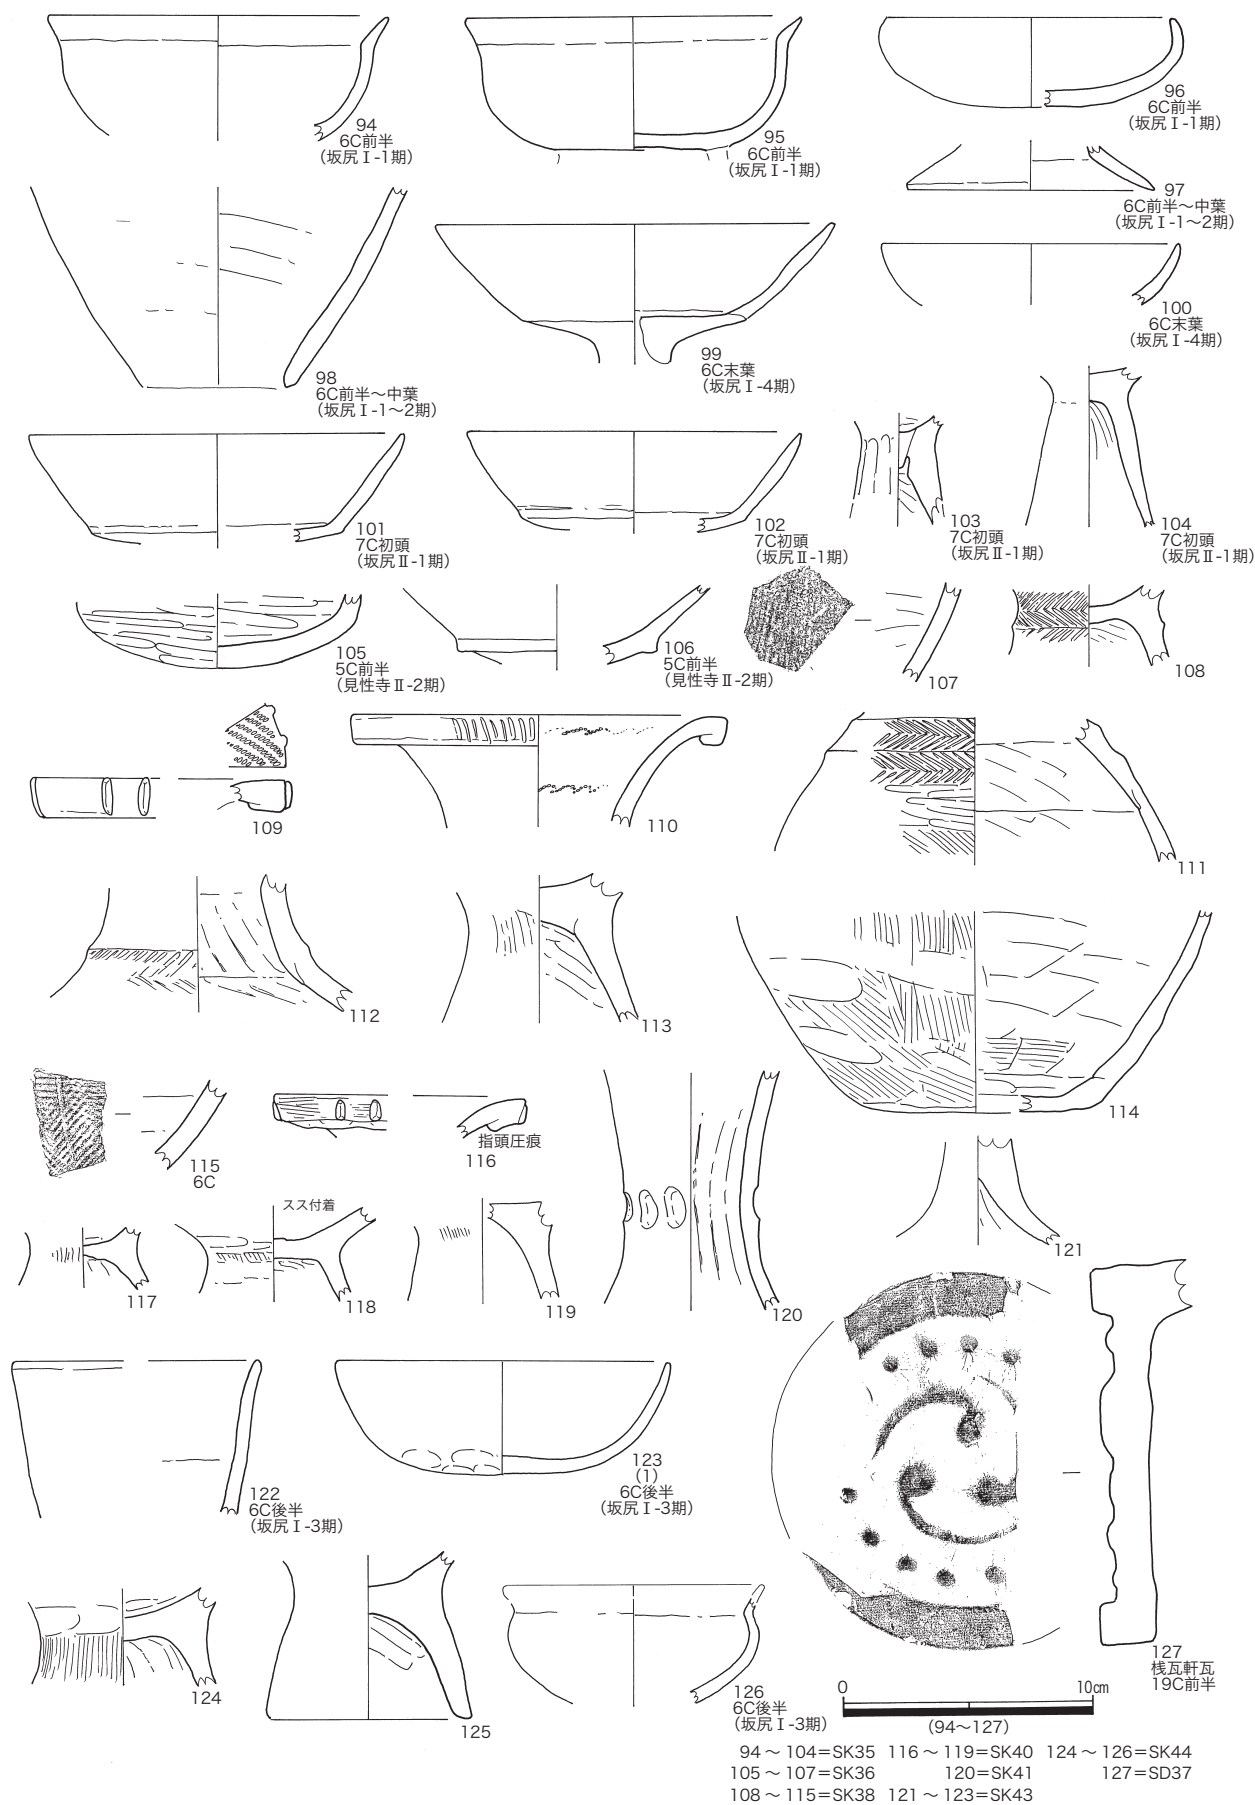 94
6C前半
（坂尻Ⅰ-1期）
95
6C前半
（坂尻Ⅰ-1期）
96
6C前半
（坂尻Ⅰ-1期）
97
6C前半～中葉
（坂尻Ⅰ-1～2期）
98
6C前半～中葉
（坂尻Ⅰ-1～2期）
99
6C末葉
（坂尻Ⅰ-4期）
100
6C末葉
（坂尻Ⅰ-4期）
101
7C初頭
（坂尻Ⅱ-1期）
102
7C初頭
（坂尻Ⅱ-1期）
103
7C初頭
（坂尻Ⅱ-1期）
104
7C初頭
（坂尻Ⅱ-1期）
105
5C前半
（見性寺Ⅱ-2期）
106
5C前半
（見性寺Ⅱ-2期）
107
108
109
110
111
112
113
114
115
6C
指頭圧痕
116
117
スス付着
118
119
120
121
122
6C後半
（坂尻Ⅰ-3期）
123
（1）
6C後半
（坂尻Ⅰ-3期）
124
125
126
6C後半
（坂尻Ⅰ-3期）
127
桟瓦軒瓦
19C前半
0 10㎝
（94～127）
94～104＝SK35 116～119＝SK40 124～126＝SK44
105～107＝SK36 120＝SK41 127＝SD37
108～115＝SK38 121～123＝SK43